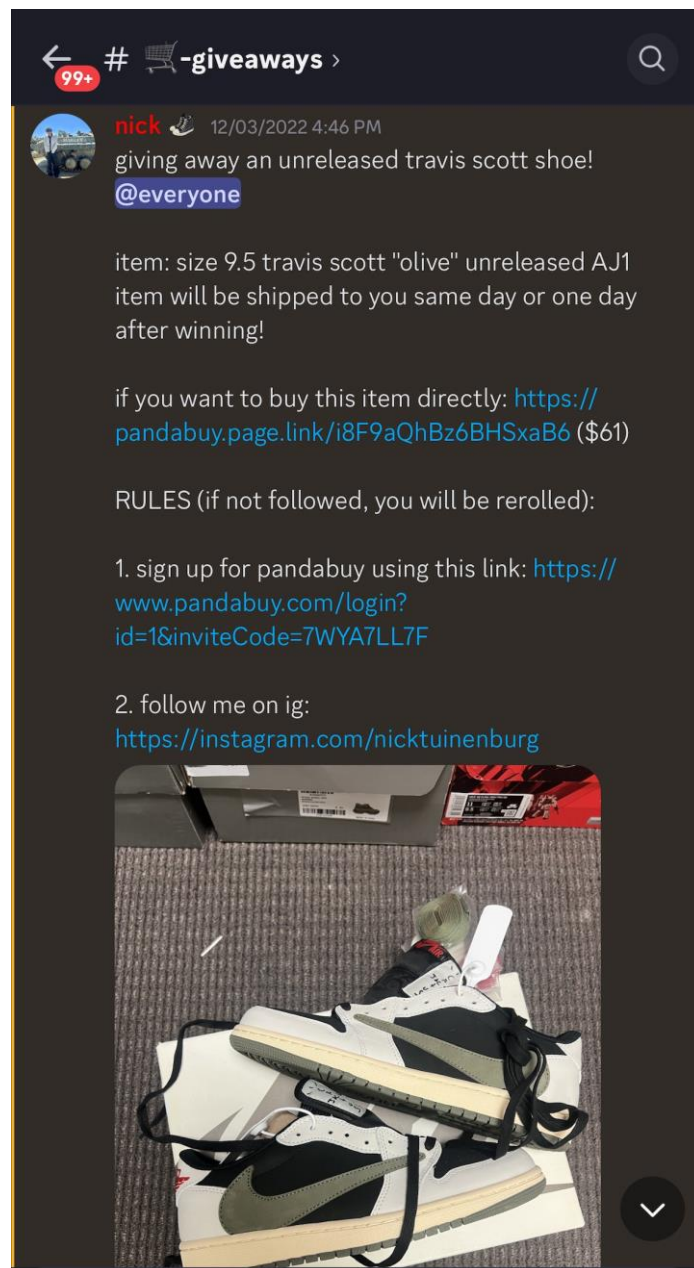 99+
# 🛒-giveaways ›
nick 12/03/2022 4:46 PM
giving away an unreleased travis scott shoe!
@everyone
item: size 9.5 travis scott "olive" unreleased AJ1
item will be shipped to you same day or one day
after winning!
if you want to buy this item directly: https://
pandabuy.page.link/i8F9aQhBz6BHSxaB6 ($61)
RULES (if not followed, you will be rerolled):
1. sign up for pandabuy using this link: https://
www.pandabuy.com/login?
id=1&inviteCode=7WYA7LL7F
2. follow me on ig:
https://instagram.com/nicktuinenburg